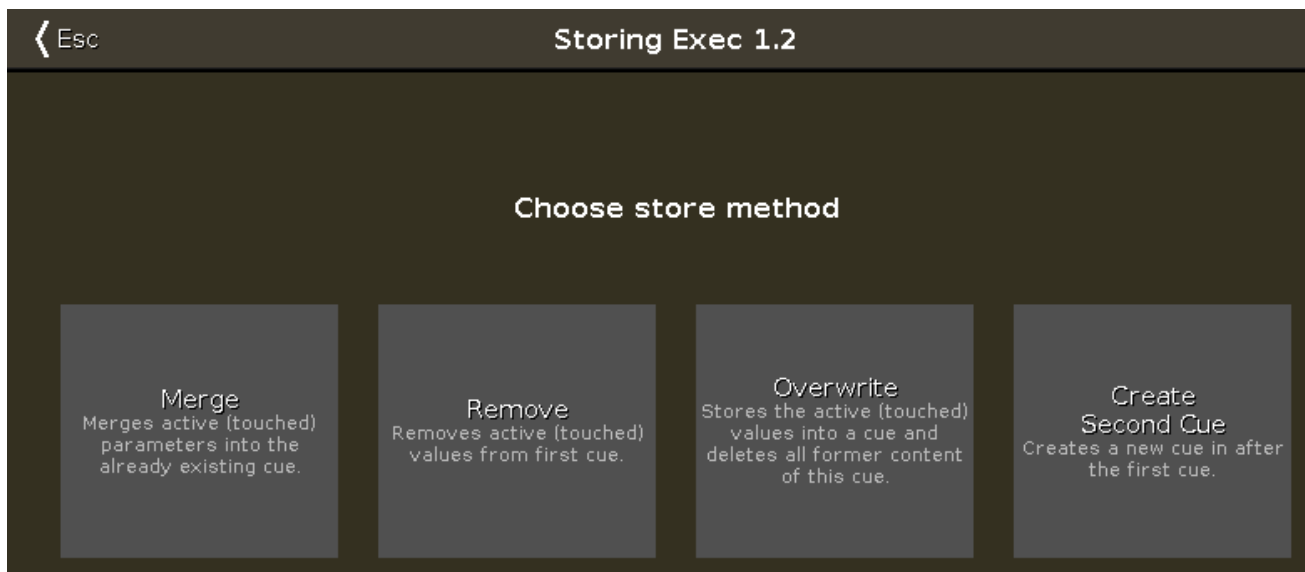 Esc
Storing Exec 1.2
Choose store method
Merge
Merges active (touched)
parameters into the
already existing cue.
Remove
Removes active (touched)
values from first cue.
Overwrite
Stores the active (touched)
values into a cue and
deletes all former content
of this cue.
Create
Second Cue
Creates a new cue in after
the first cue.